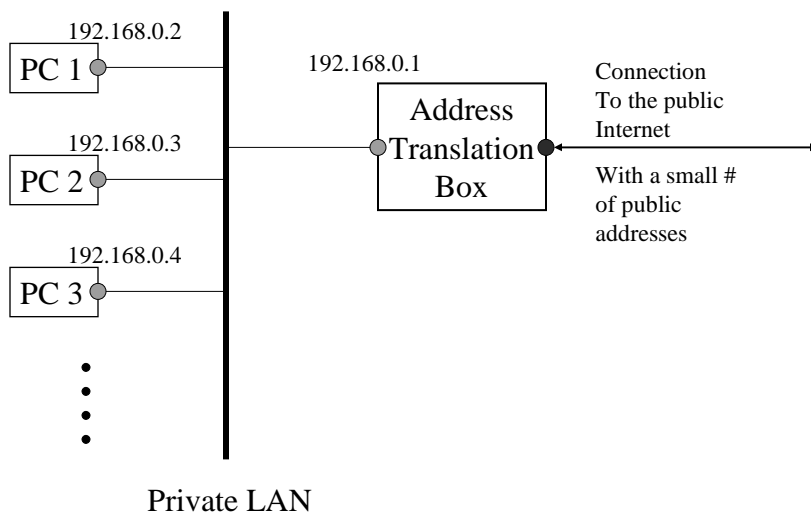 192.168.0.2
PC 1
192.168.0.3
PC 2
192.168.0.4
PC 3
192.168.0.1
Address
Translation
Box
Connection
To the public
Internet
With a small #
of public
addresses
Private LAN